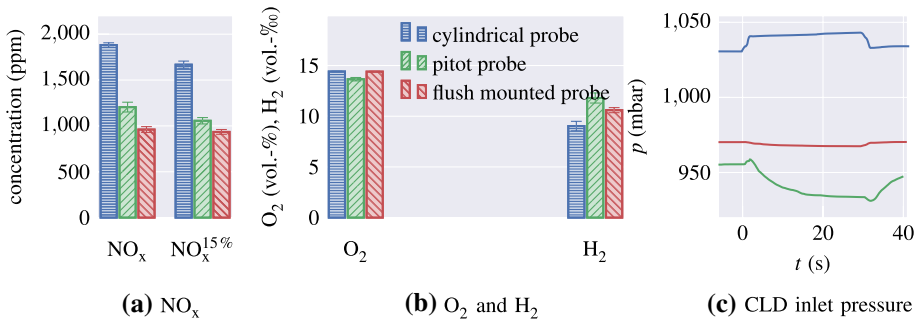 concentration (ppm)
2,000
1,500
1,000
500
0
NOₓ
NOₓ¹⁵ %
(a) NOₓ
O₂ (vol.-%), H₂ (vol.-‰)
15
10
5
0
cylindrical probe
pitot probe
flush mounted probe
O₂
H₂
(b) O₂ and H₂
p (mbar)
1,050
1,000
950
0
20
40
t (s)
(c) CLD inlet pressure